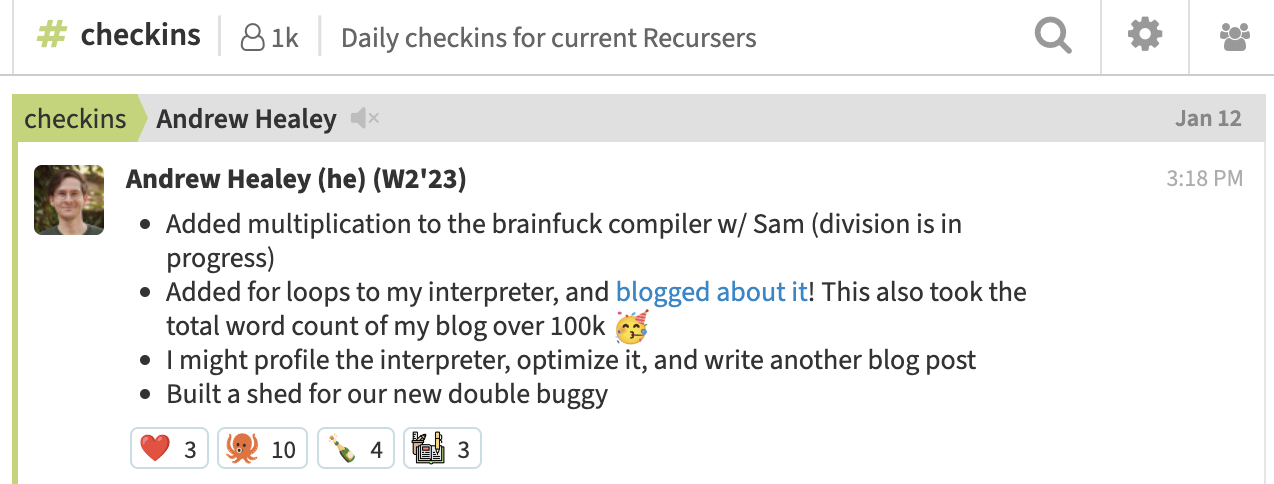 # checkins 1k Daily checkins for current Recursers
checkins Andrew Healey Jan 12
Andrew Healey (he) (W2'23) 3:18 PM
• Added multiplication to the brainfuck compiler w/ Sam (division is in
progress)
• Added for loops to my interpreter, and blogged about it! This also took the
total word count of my blog over 100k 🥳
• I might profile the interpreter, optimize it, and write another blog post
• Built a shed for our new double buggy
❤️ 3 🐙 10 🍾 4 3